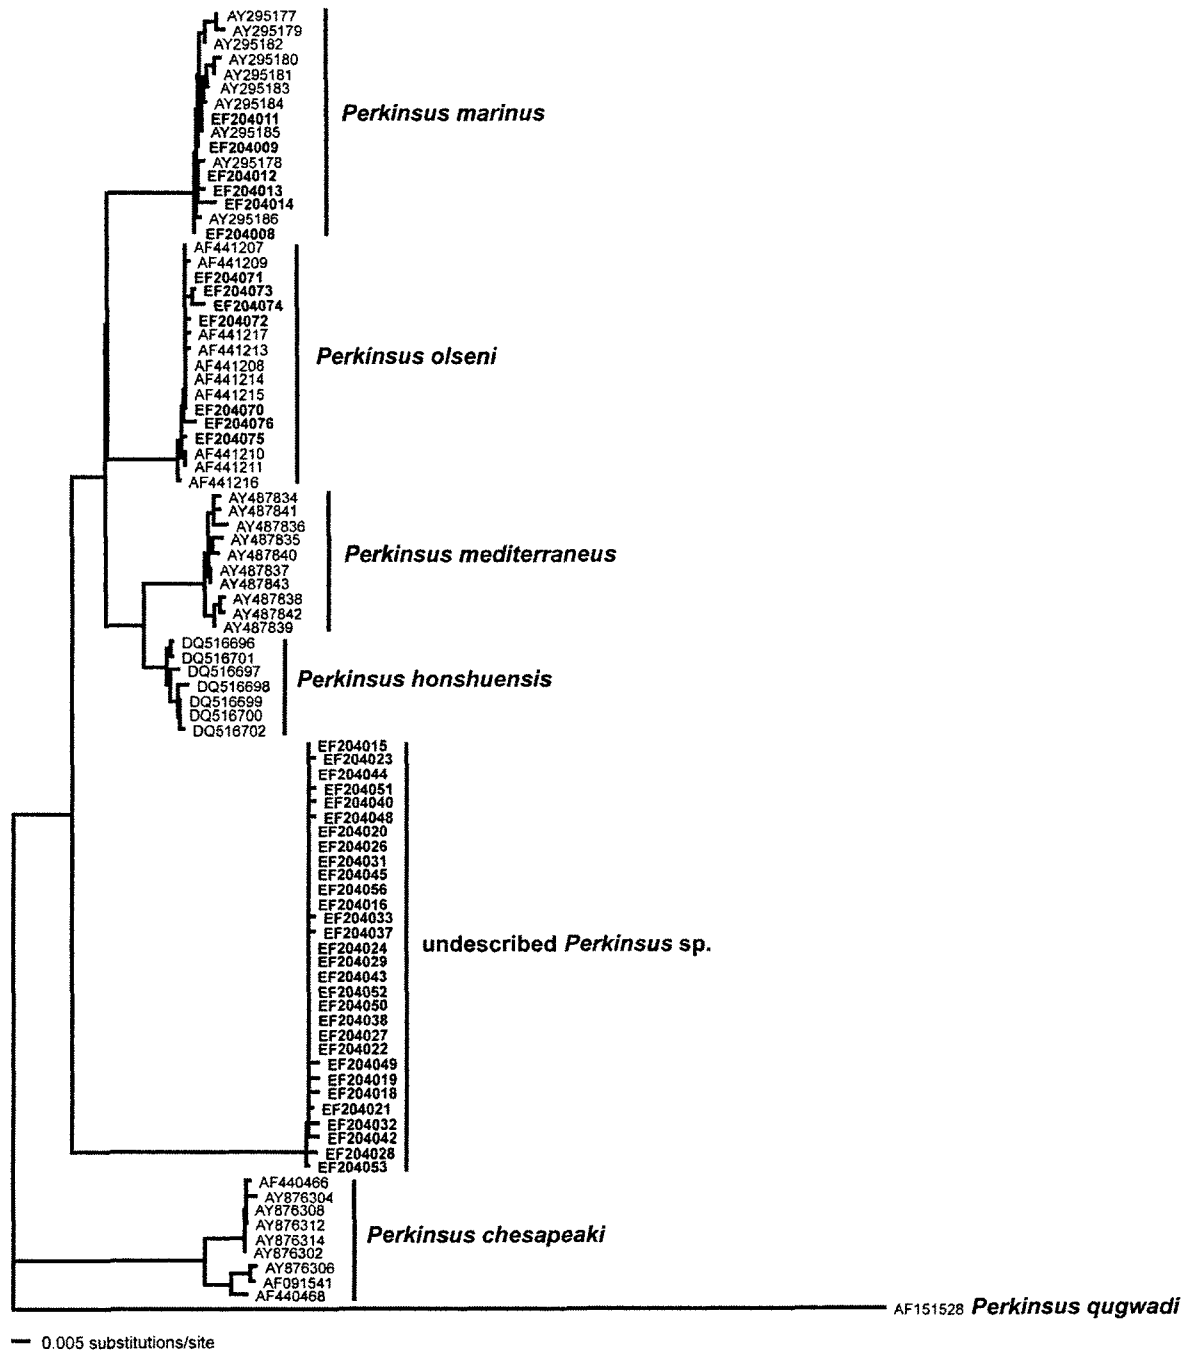 AY295177
AY295179
AY295182
AY295180
AY295181
AY295183
AY295184
EF204011
AY295185
EF204009
AY295178
EF204012
EF204013
EF204014
AY295186
EF204008
Perkinsus marinus
AF441207
AF441209
EF204071
EF204073
EF204074
EF204072
AF441217
AF441213
AF441208
AF441214
AF441215
EF204070
EF204076
EF204075
AF441210
AF441211
AF441216
Perkinsus olseni
AY487834
AY487841
AY487836
AY487835
AY487840
AY487837
AY487843
AY487838
AY487842
AY487839
Perkinsus mediterraneus
DQ516696
DQ516701
DQ516697
DQ516698
DQ516699
DQ516700
DQ516702
Perkinsus honshuensis
EF204015
EF204023
EF204044
EF204051
EF204040
EF204048
EF204020
EF204026
EF204031
EF204045
EF204056
EF204016
EF204033
EF204037
EF204024
EF204029
EF204043
EF204052
EF204050
EF204038
EF204027
EF204022
EF204049
EF204019
EF204018
EF204021
EF204032
EF204042
EF204028
EF204053
undescribed Perkinsus sp.
AF440466
AY876304
AY876308
AY876312
AY876314
AY876302
AY876306
AF091541
AF440468
Perkinsus chesapeaki
AF151528 Perkinsus qugwadi
0.005 substitutions/site